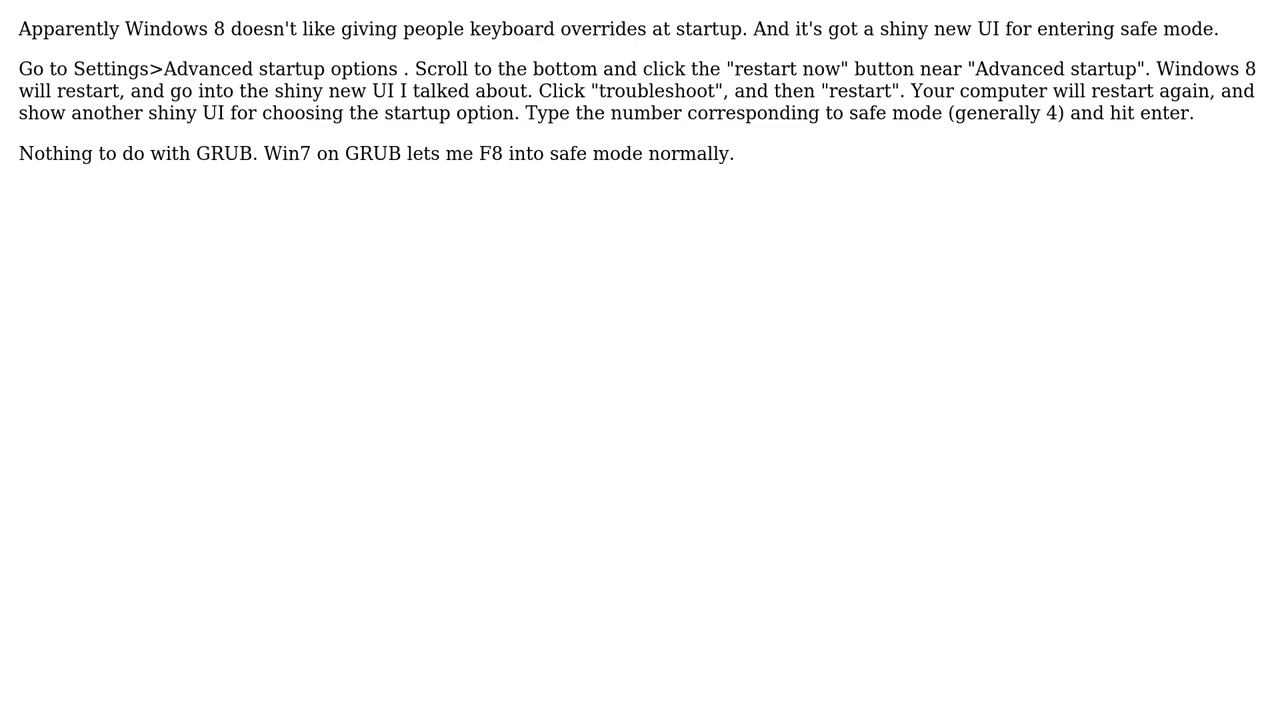 Apparently Windows 8 doesn't like giving people keyboard overrides at startup. And it's got a shiny new UI for entering safe mode.
Go to Settings>Advanced startup options . Scroll to the bottom and click the "restart now" button near "Advanced startup". Windows 8
will restart, and go into the shiny new UI I talked about. Click "troubleshoot", and then "restart". Your computer will restart again, and
show another shiny UI for choosing the startup option. Type the number corresponding to safe mode (generally 4) and hit enter.
Nothing to do with GRUB. Win7 on GRUB lets me F8 into safe mode normally.